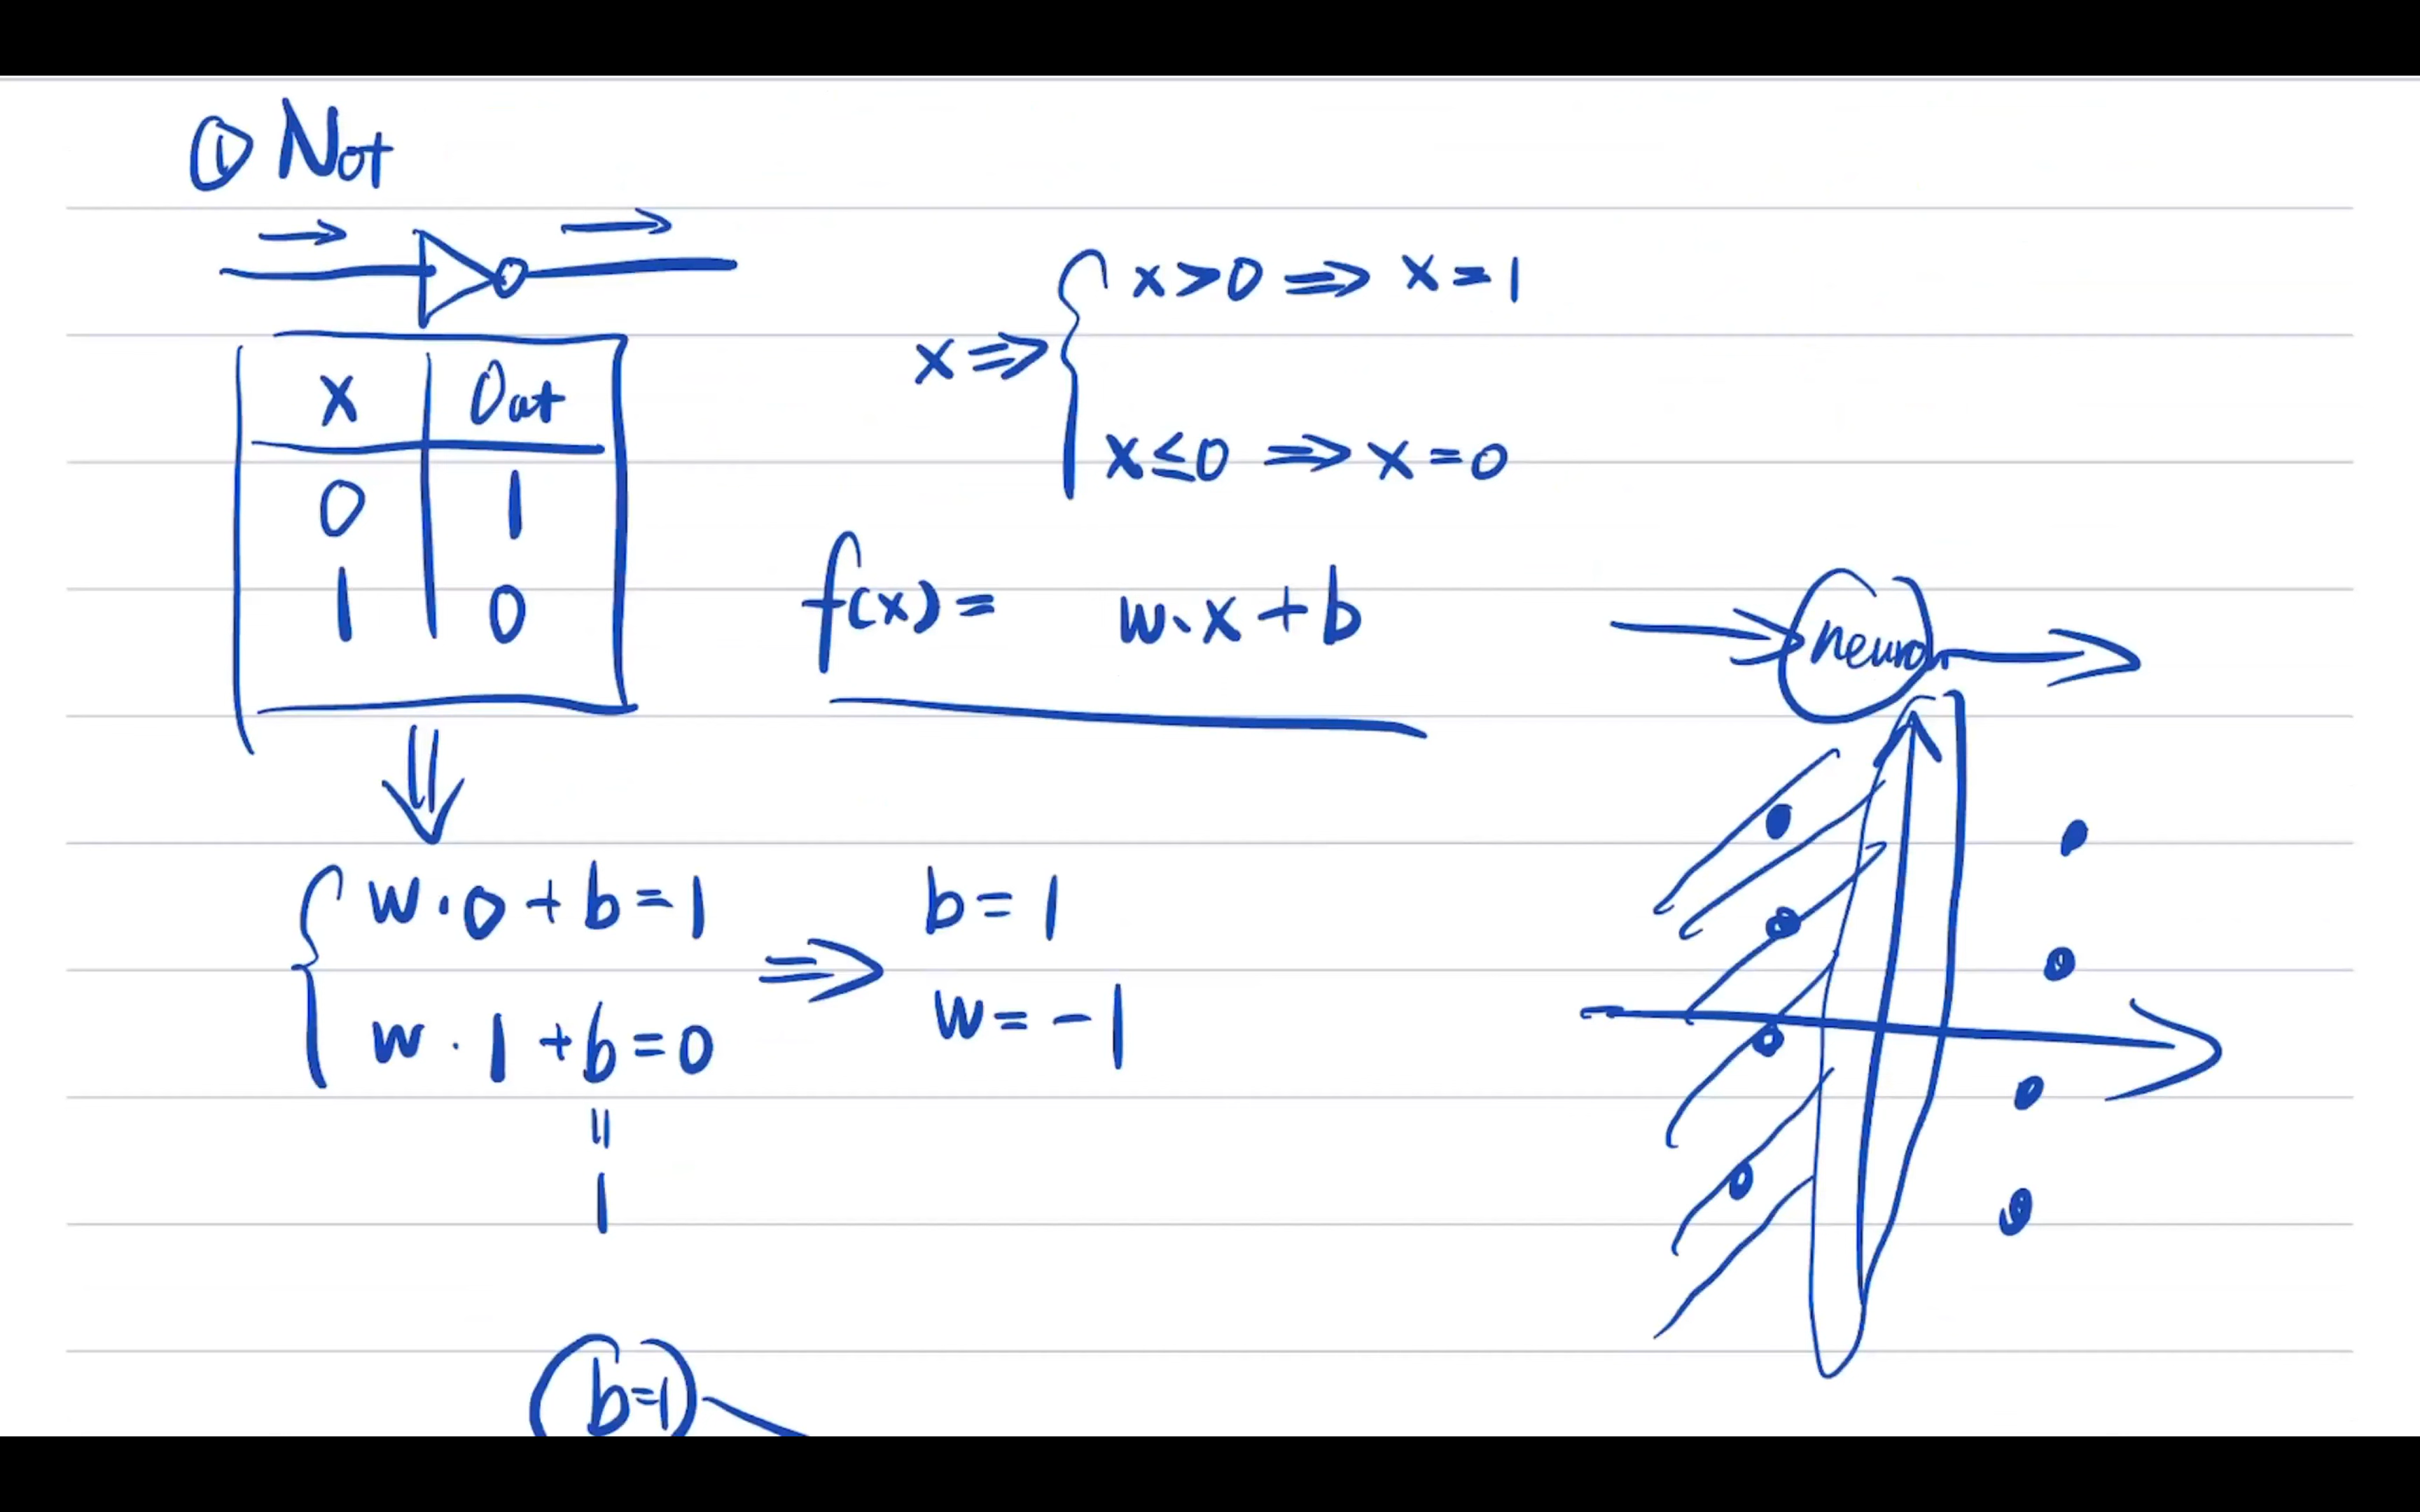 ① Not
x>0 ⇒ x=1
x ⇒ {
x≤0 ⇒ x=0
x | Out
0 | 1
1 | 0
f(x)= w·x+b
neuron
w·0+b=1 ⇒ b=1
w·1+b=0 w=-1
=
1
b=1